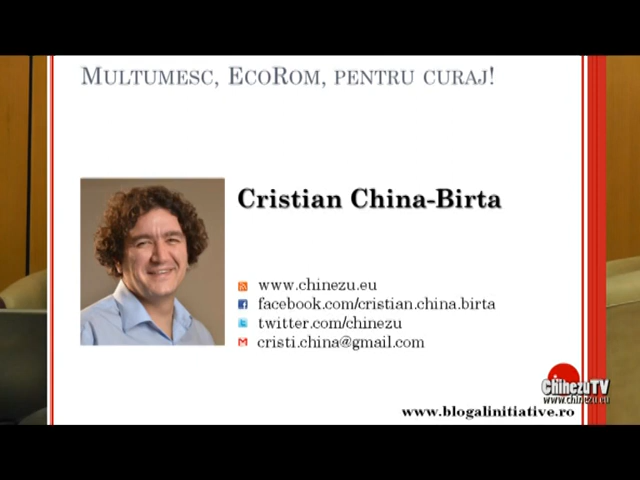 MULTUMESC, ECOROM, PENTRU CURAJ!
Cristian China-Birta
www.chinezu.eu
facebook.com/cristian.china.birta
twitter.com/chinezu
cristi.china@gmail.com
ChinezuTV
www.chinezu.eu
www.blogalinitiative.ro